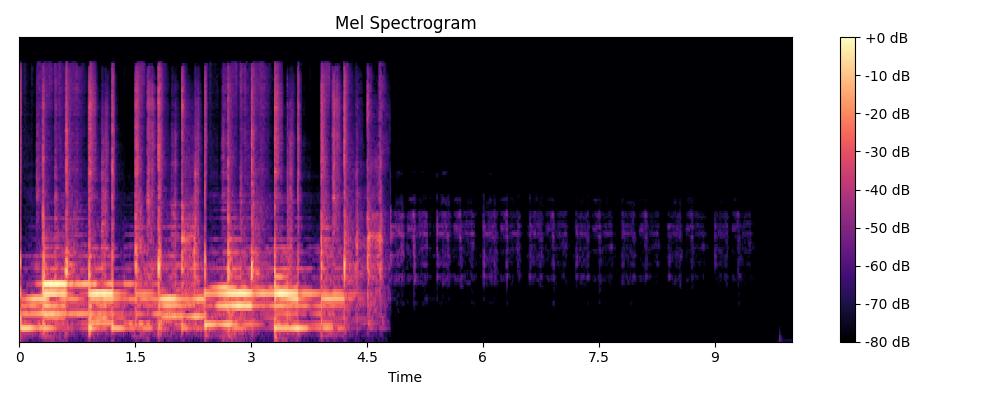 Mel Spectrogram
+0 dB
-10 dB
-20 dB
-30 dB
-40 dB
-50 dB
-60 dB
-70 dB
-80 dB
0 1.5 3 4.5 6 7.5 9
Time